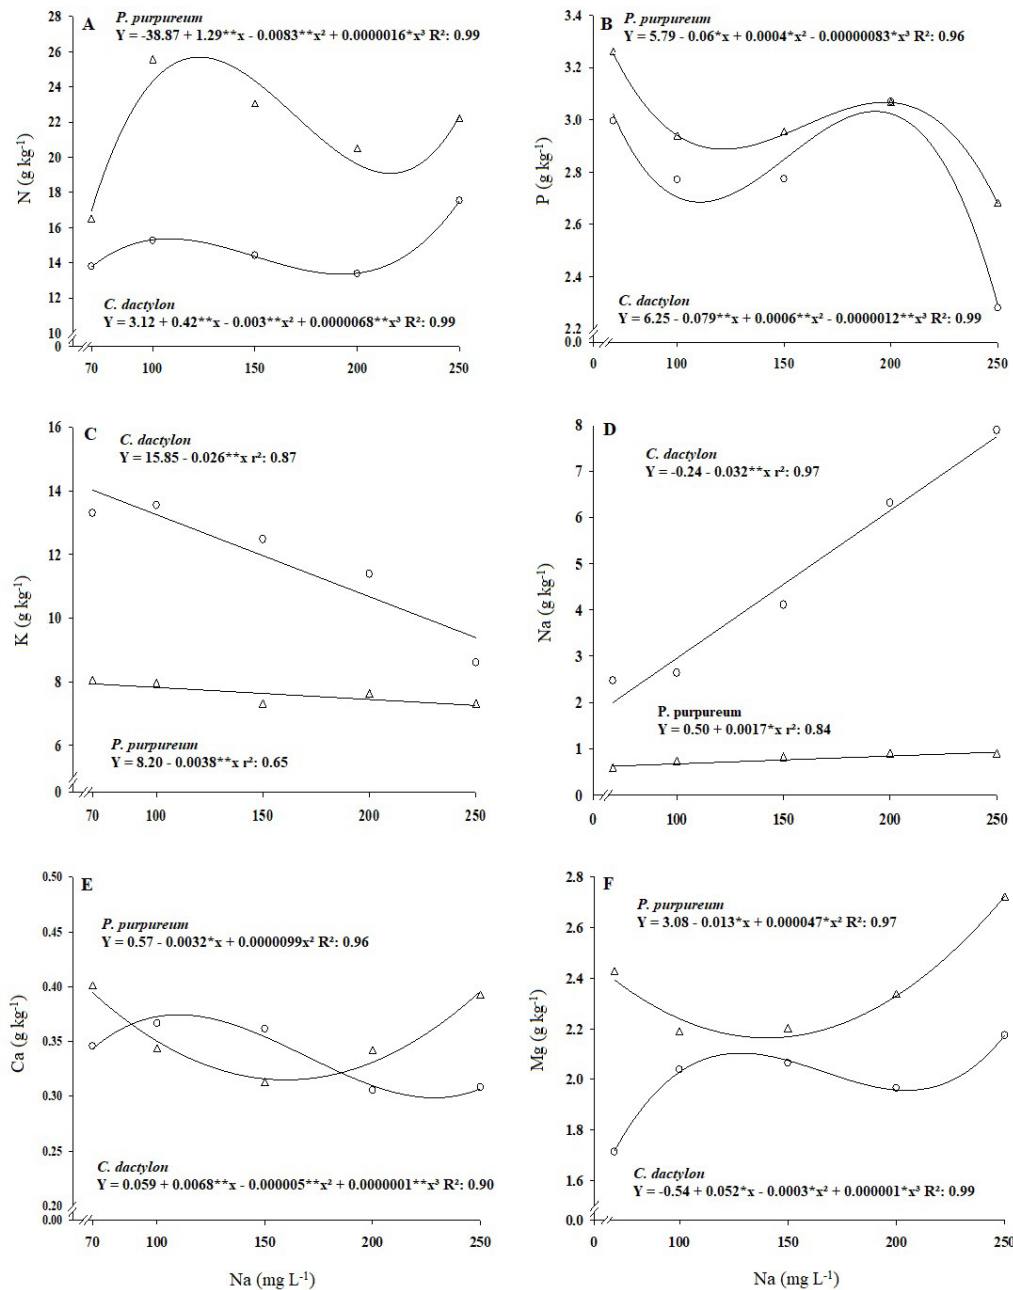 A
P. purpureum
Y = -38.87 + 1.29**x - 0.0083**x² + 0.0000016*x³ R²: 0.99
28
26
24
22
20
18
16
14
12
10
0
N (g kg⁻¹)
C. dactylon
Y = 3.12 + 0.42**x - 0.003**x² + 0.0000068**x³ R²: 0.99
70 100 150 200 250
B
P. purpureum
Y = 5.79 - 0.06*x + 0.0004*x² - 0.00000083*x³ R²: 0.96
3.4
3.2
3.0
2.8
2.6
2.4
2.2
0.0
P (g kg⁻¹)
C. dactylon
Y = 6.25 - 0.079**x + 0.0006**x² - 0.0000012**x³ R²: 0.99
0 100 150 200 250
C
C. dactylon
Y = 15.85 - 0.026**x r²: 0.87
16
14
12
10
8
6
0
K (g kg⁻¹)
P. purpureum
Y = 8.20 - 0.0038**x r²: 0.65
70 100 150 200 250
D
C. dactylon
Y = -0.24 - 0.032**x r²: 0.97
8
7
6
5
4
3
2
1
0
Na (g kg⁻¹)
P. purpureum
Y = 0.50 + 0.0017*x r²: 0.84
0 100 150 200 250
E
P. purpureum
Y = 0.57 - 0.0032*x + 0.0000099x² R²: 0.96
0.50
0.45
0.40
0.35
0.30
0.25
0.20
0.00
Ca (g kg⁻¹)
C. dactylon
Y = 0.059 + 0.0068**x - 0.000005**x² + 0.0000001**x³ R²: 0.90
70 100 150 200 250
Na (mg L⁻¹)
F
P. purpureum
Y = 3.08 - 0.013*x + 0.000047*x² R²: 0.97
2.8
2.6
2.4
2.2
2.0
1.8
1.6
0.0
Mg (g kg⁻¹)
C. dactylon
Y = -0.54 + 0.052*x - 0.0003*x² + 0.000001*x³ R²: 0.99
0 100 150 200 250
Na (mg L⁻¹)